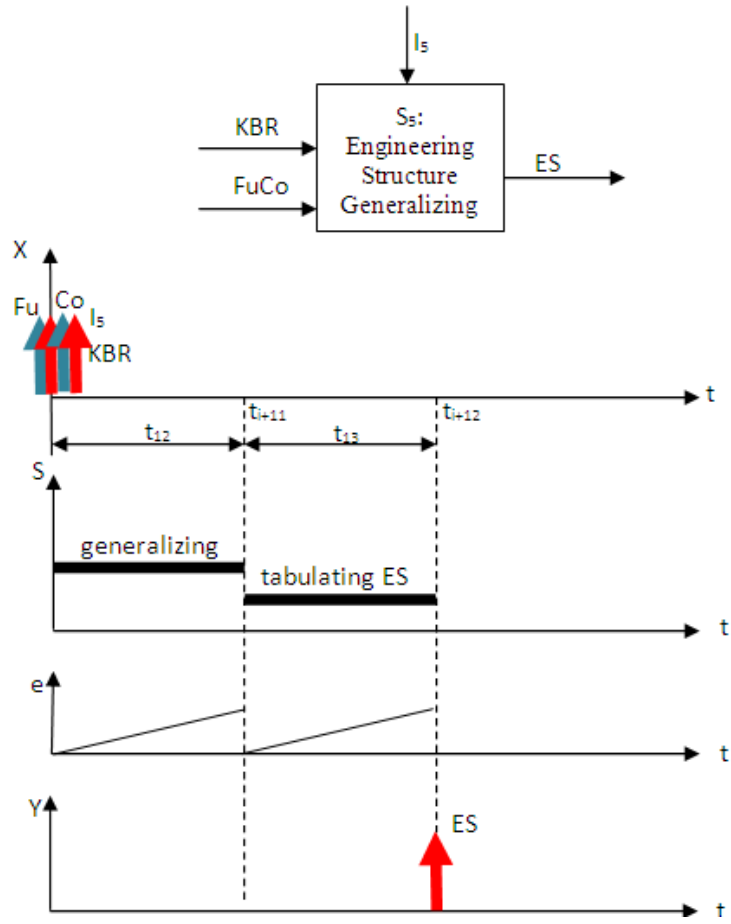 I₅
S₅:
Engineering
Structure
Generalizing
KBR
FuCo
ES
X
Fu
Co
I₅
KBR
t
tᵢ₊₁₁
tᵢ₊₁₂
t₁₂
t₁₃
S
generalizing
tabulating ES
t
e
t
Y
ES
t